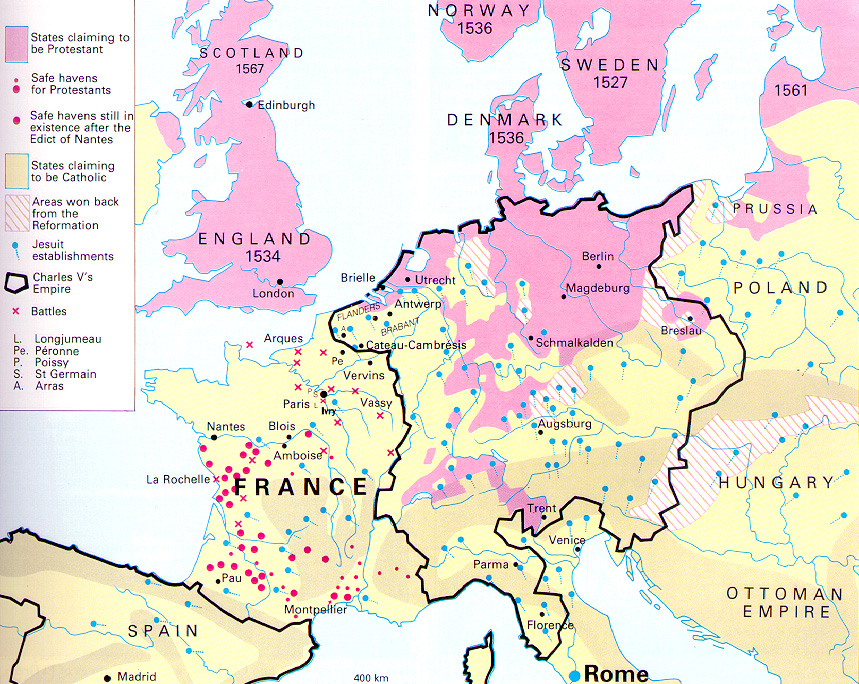 States claiming to
be Protestant
Safe havens
for Protestants
Safe havens still in
existence after the
Edict of Nantes
States claiming
to be Catholic
Areas won back
from the
Reformation
Jesuit
establishments
Charles V's
Empire
Battles
L. Longjumeau
Pe. Péronne
P. Poissy
S. St Germain
A. Arras
NORWAY
1536
SCOTLAND
1567
SWEDEN
1527
1561
Edinburgh
DENMARK
1536
PRUSSIA
ENGLAND
1534
London
Berlin
Brielle
Utrecht
Magdeburg
POLAND
FLANDERS
Antwerp
BRABANT
A
Breslau
Arques
Cateau-Cambrésis
Schmalkalden
Pe
Vervins
P S
Paris
L
Ivry
Vassy
Nantes
Blois
Augsburg
Amboise
La Rochelle
FRANCE
HUNGARY
Trent
Venice
Parma
Pau
OTTOMAN
EMPIRE
Montpellier
Florence
SPAIN
Madrid
400 km
Rome